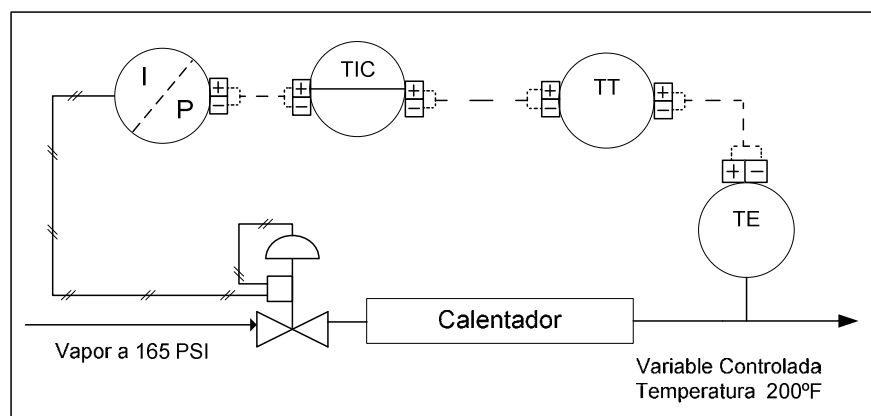 I
P
+
−
+
−
TIC
+
−
+
−
TT
+
−
+ −
TE
Calentador
Vapor a 165 PSI
Variable Controlada
Temperatura 200ºF